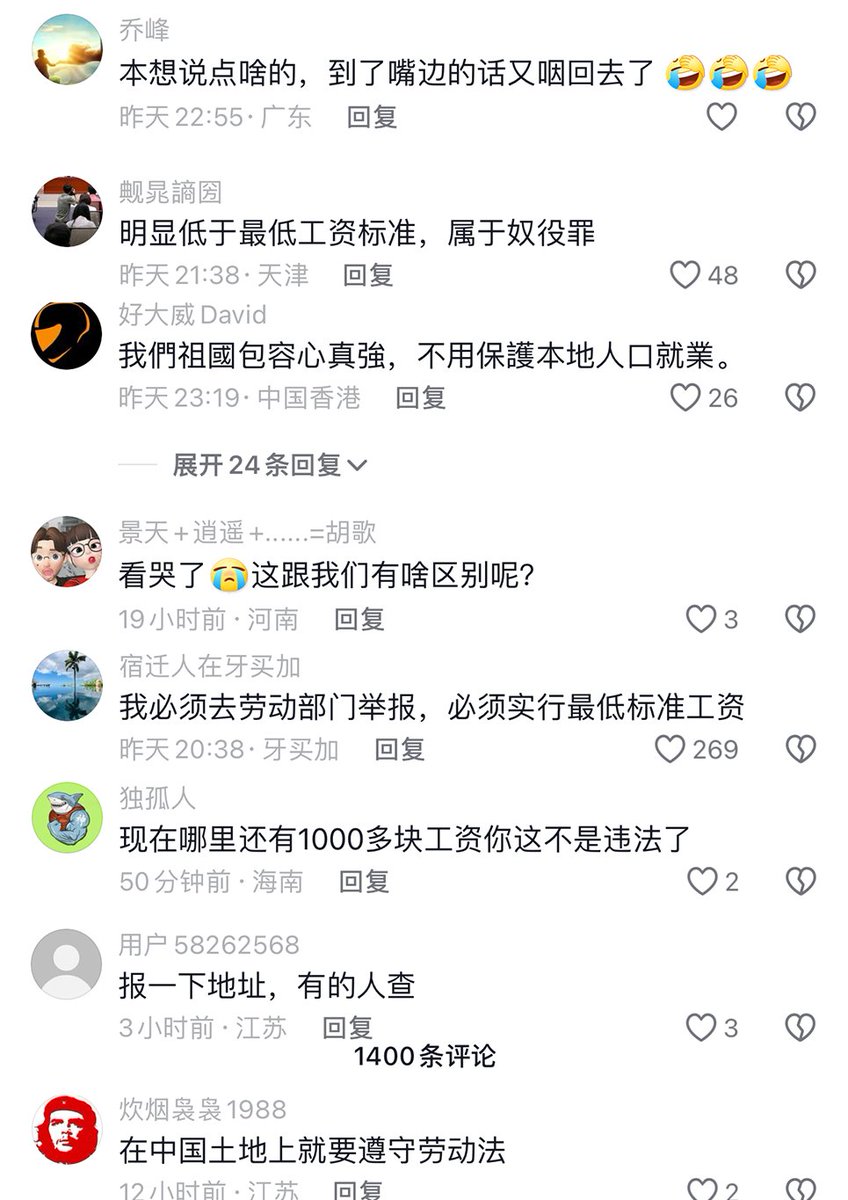 乔峰
本想说点啥的，到了嘴边的话又咽回去了
昨天 22:55 · 广东 回复
觍晁謫圀
明显低于最低工资标准，属于奴役罪
昨天 21:38 · 天津 回复 48
好大威David
我們祖國包容心真強，不用保護本地人口就業。
昨天 23:19 · 中国香港 回复 26
展开 24 条回复
景天+逍遥+......=胡歌
看哭了 这跟我们有啥区别呢？
19 小时前 · 河南 回复 3
宿迁人在牙买加
我必须去劳动部门举报，必须实行最低标准工资
昨天 20:38 · 牙买加 回复 269
独孤人
现在哪里还有1000多块工资你这不是违法了
50 分钟前 · 海南 回复 2
用户 58262568
报一下地址，有的人查
3 小时前 · 江苏 回复 3
1400 条评论
炊烟袅袅1988
在中国土地上就要遵守劳动法
12 小时前 · 江苏 回复 2